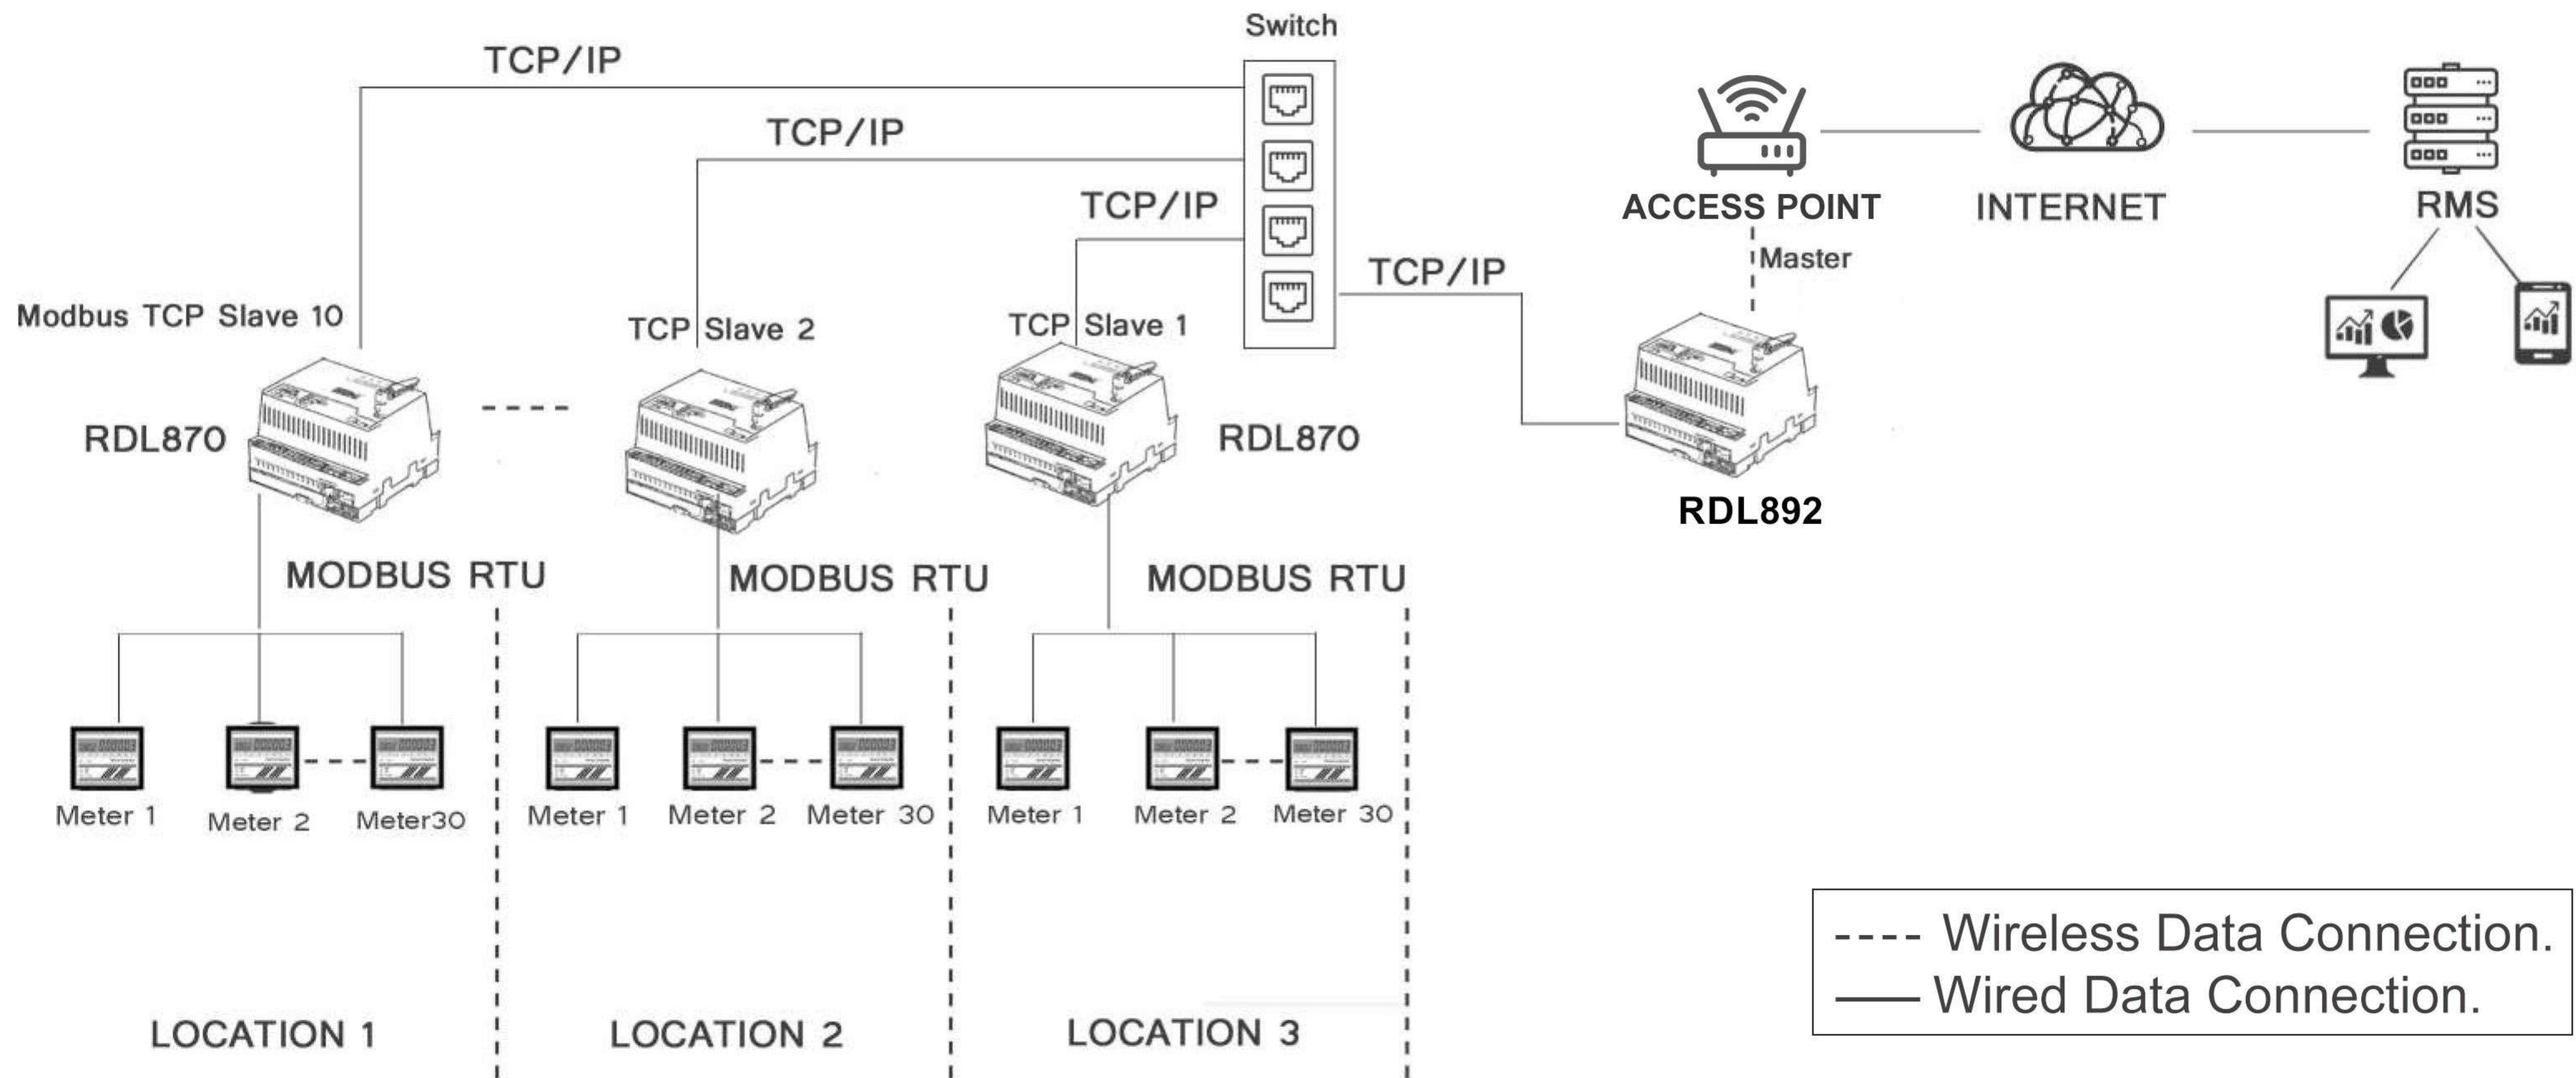 Switch
TCP/IP
TCP/IP
TCP/IP
TCP/IP
ACCESS POINT
INTERNET
RMS
Master
Modbus TCP Slave 10
TCP Slave 2
TCP Slave 1
RDL870
RDL870
RDL892
MODBUS RTU
MODBUS RTU
MODBUS RTU
Meter 1
Meter 2
Meter30
Meter 1
Meter 2
Meter 30
Meter 1
Meter 2
Meter 30
LOCATION 1
LOCATION 2
LOCATION 3
---- Wireless Data Connection.
Wired Data Connection.